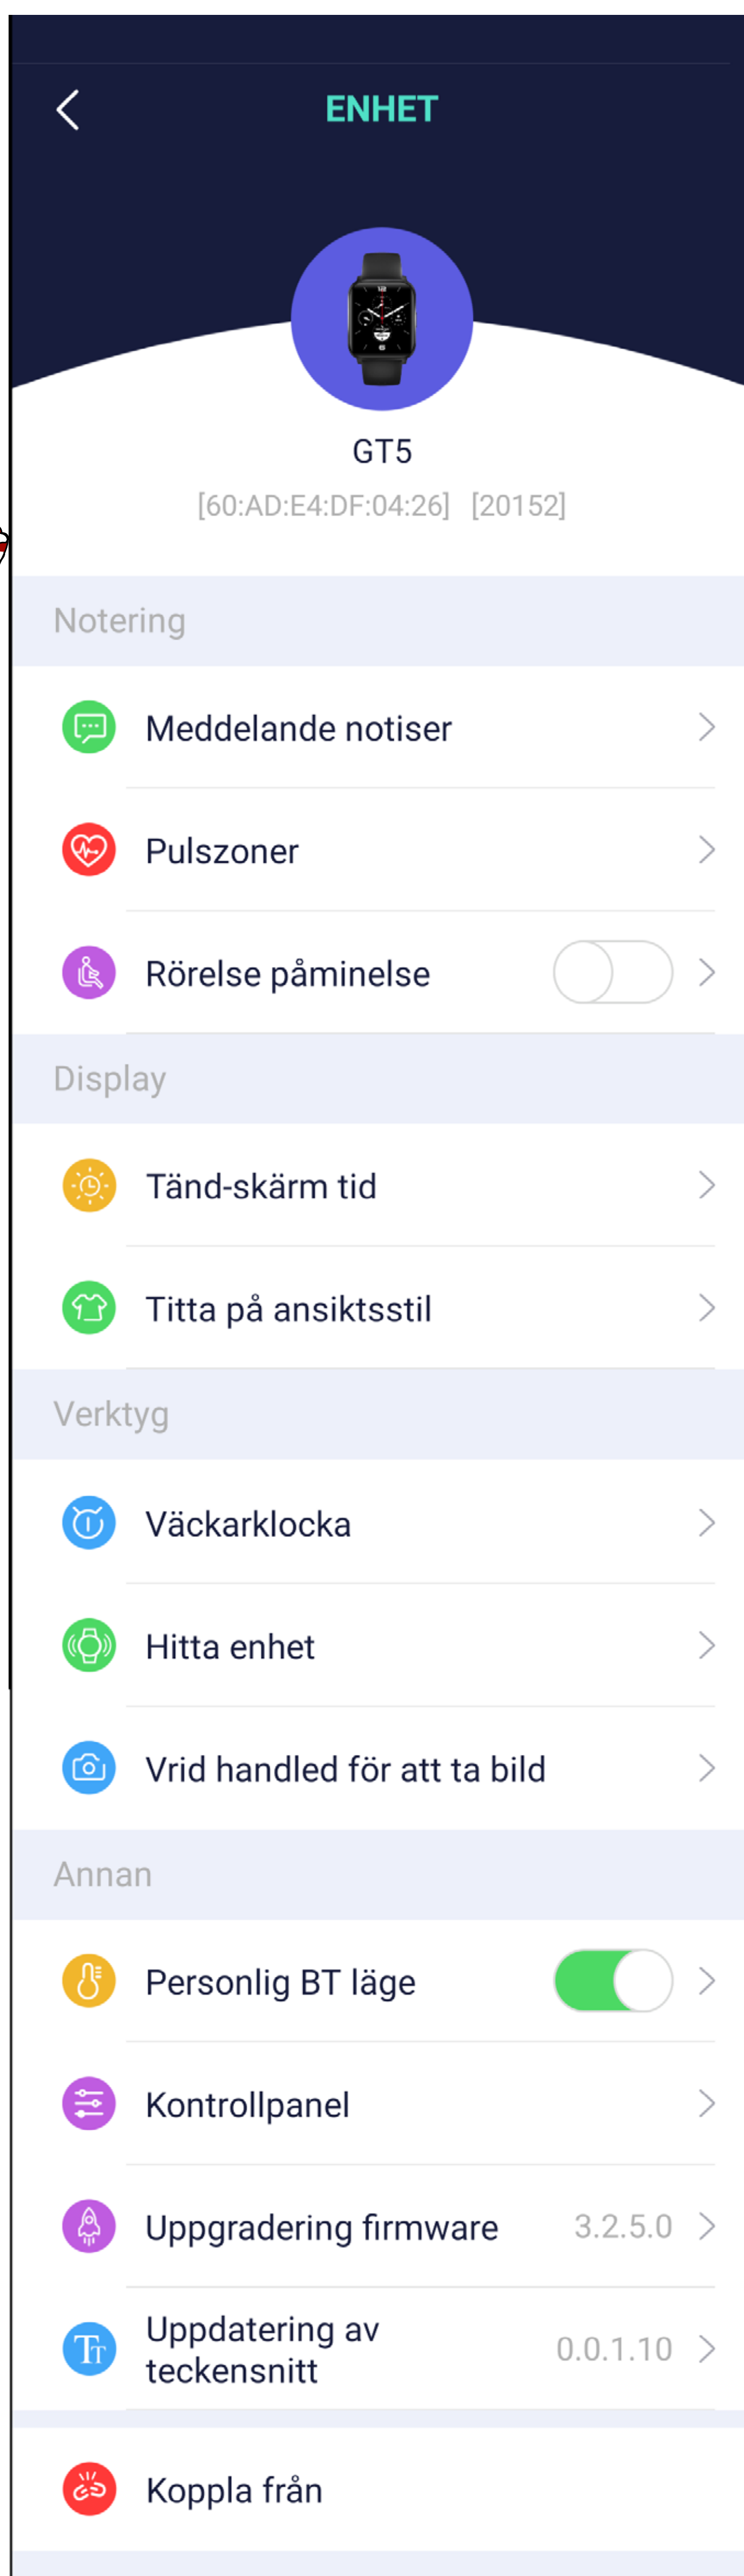 ENHET
GT5
[60:AD:E4:DF:04:26] [20152]
Notering
Meddelande notiser
Pulszoner
Rörelse påminelse
Display
Tänd-skärm tid
Titta på ansiktsstil
Verktyg
Väckarklocka
Hitta enhet
Vrid handled för att ta bild
Annan
Personlig BT läge
Kontrollpanel
Uppgradering firmware 3.2.5.0
Uppdatering av
teckensnitt 0.0.1.10
Koppla från